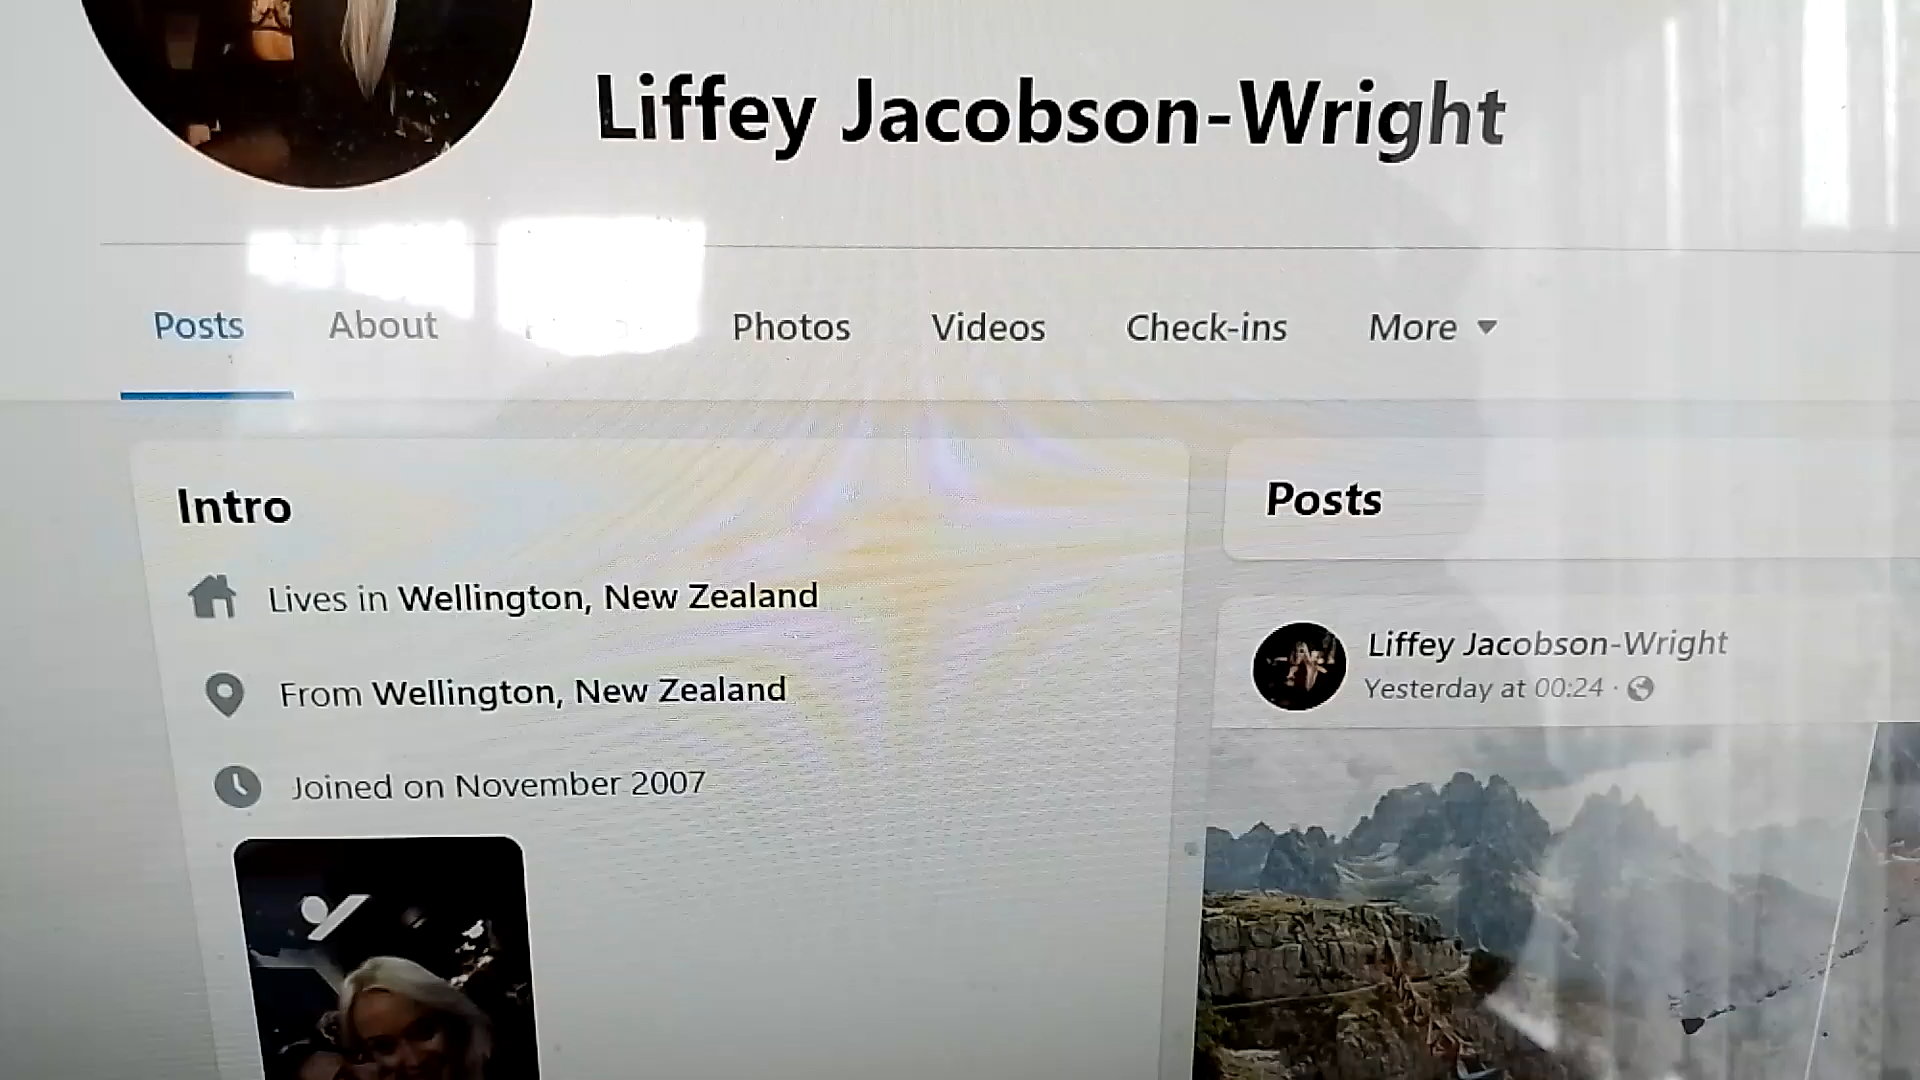 Liffey Jacobson-Wright
Posts
About
Photos
Videos
Check-ins
More
Intro
Lives in Wellington, New Zealand
From Wellington, New Zealand
Joined on November 2007
Posts
Liffey Jacobson-Wright
Yesterday at 00:24 ·